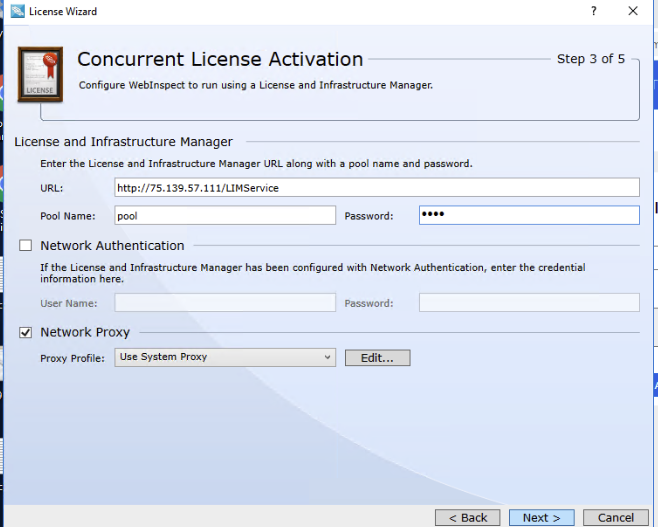 License Wizard
?
Concurrent License Activation
Step 3 of 5
Configure WebInspect to run using a License and Infrastructure Manager.
LICENSE
License and Infrastructure Manager
Enter the License and Infrastructure Manager URL along with a pool name and password.
URL: http://75.139.57.111/LIMService
Pool Name: pool Password: ••••
Network Authentication
If the License and Infrastructure Manager has been configured with Network Authentication, enter the credential
information here.
User Name: Password:
Network Proxy
Proxy Profile: Use System Proxy Edit...
< Back Next > Cancel